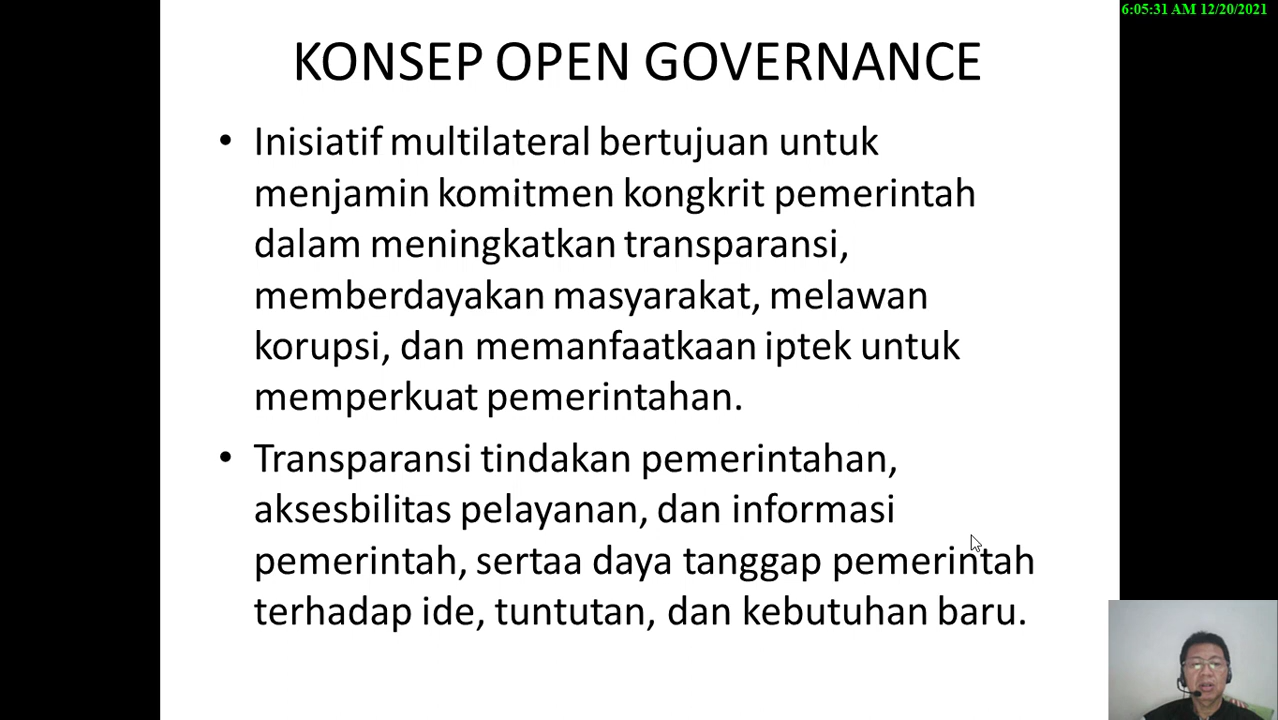 6:05:31 AM 12/20/2021
KONSEP OPEN GOVERNANCE
• Inisiatif multilateral bertujuan untuk
menjamin komitmen kongkrit pemerintah
dalam meningkatkan transparansi,
memberdayakan masyarakat, melawan
korupsi, dan memanfaatkaan iptek untuk
memperkuat pemerintahan.
• Transparansi tindakan pemerintahan,
aksesbilitas pelayanan, dan informasi
pemerintah, sertaa daya tanggap pemerintah
terhadap ide, tuntutan, dan kebutuhan baru.